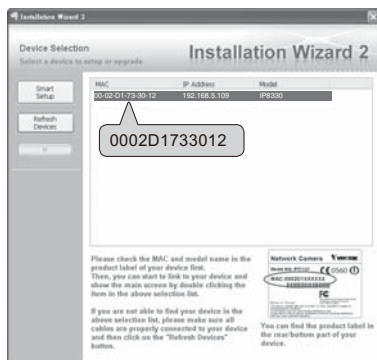 Installation Wizard 2
Device Selection
Select a device to setup or upgrade
Installation Wizard 2
MAC IP Address Model
00-02-D1-73-30-12 192.168.5.109 IP8330
Smart
Setup
Refresh
Devices
0002D1733012
Please check the MAC and model name in the
product label of your device first.
Then, you can start to link to your device and
show the main screen by double clicking the
item in the above selection list.
If you are not able to find your device in the
above selection list, please make sure all
cables are properly connected to your device
and then click on the "Refresh Devices"
button.
Network Camera VIVOTEK
MAC:0002D1XXXXXX
CE 0560
FC
You can find the product label in
the rear/bottom part of your
device.